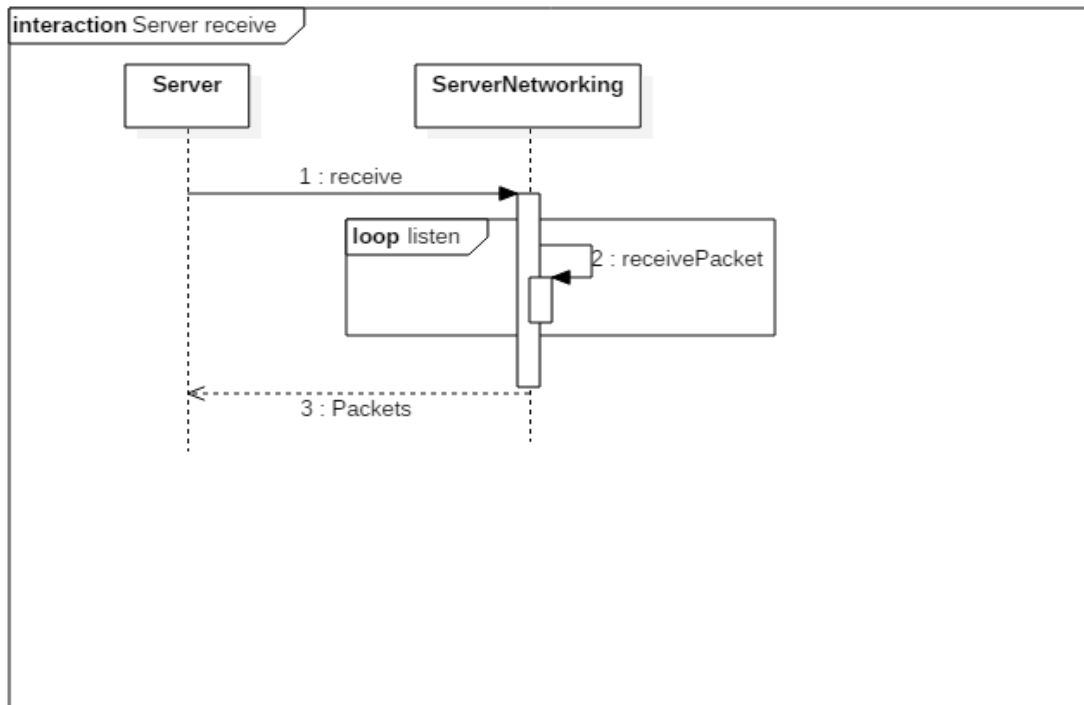 interaction Server receive
Server
ServerNetworking
1 : receive
loop listen
2 : receivePacket
3 : Packets